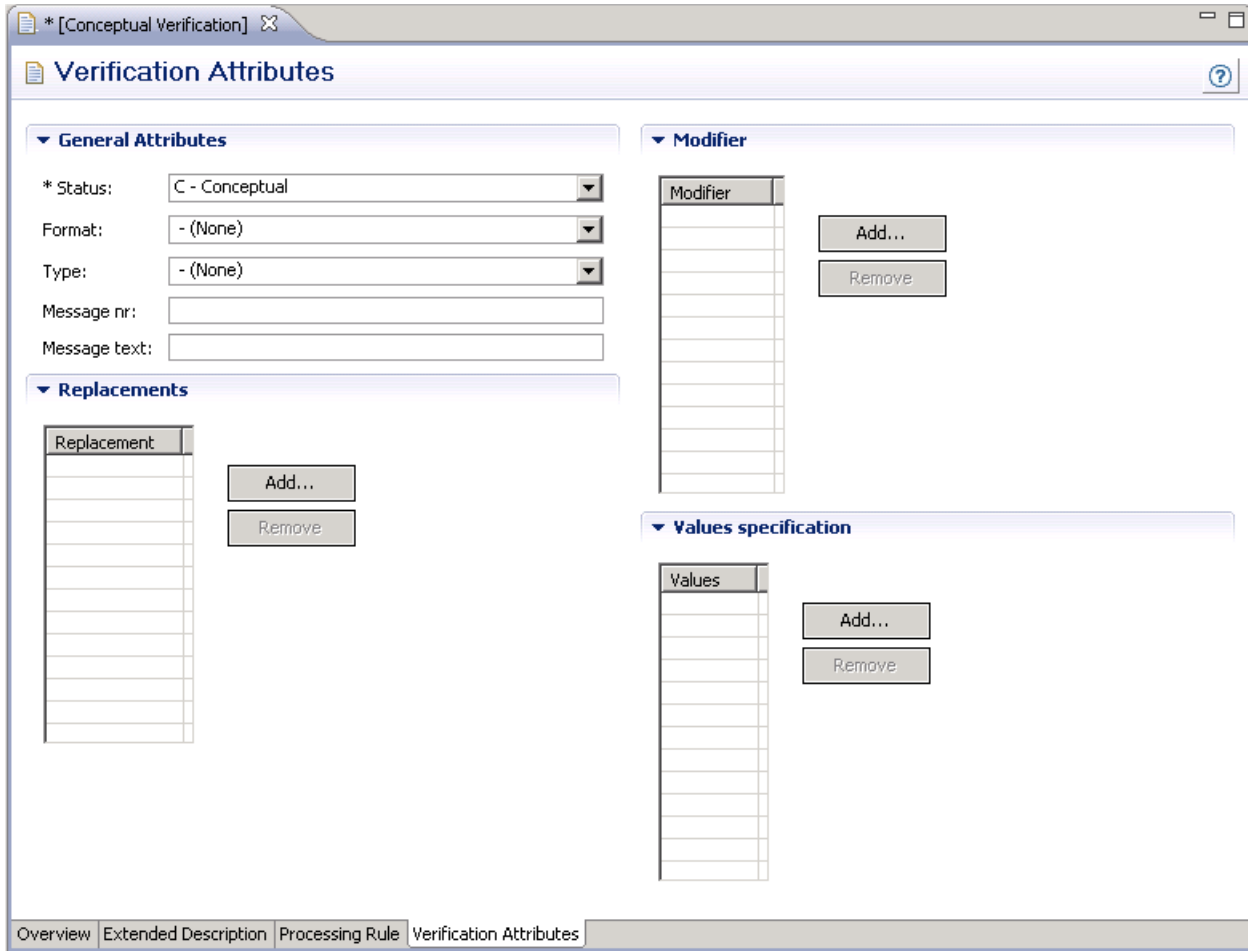 * [Conceptual Verification]
Verification Attributes
General Attributes
* Status: C - Conceptual
Format: - (None)
Type: - (None)
Message nr:
Message text:
Replacements
Replacement
Add...
Remove
Modifier
Modifier
Add...
Remove
Values specification
Values
Add...
Remove
Overview Extended Description Processing Rule Verification Attributes